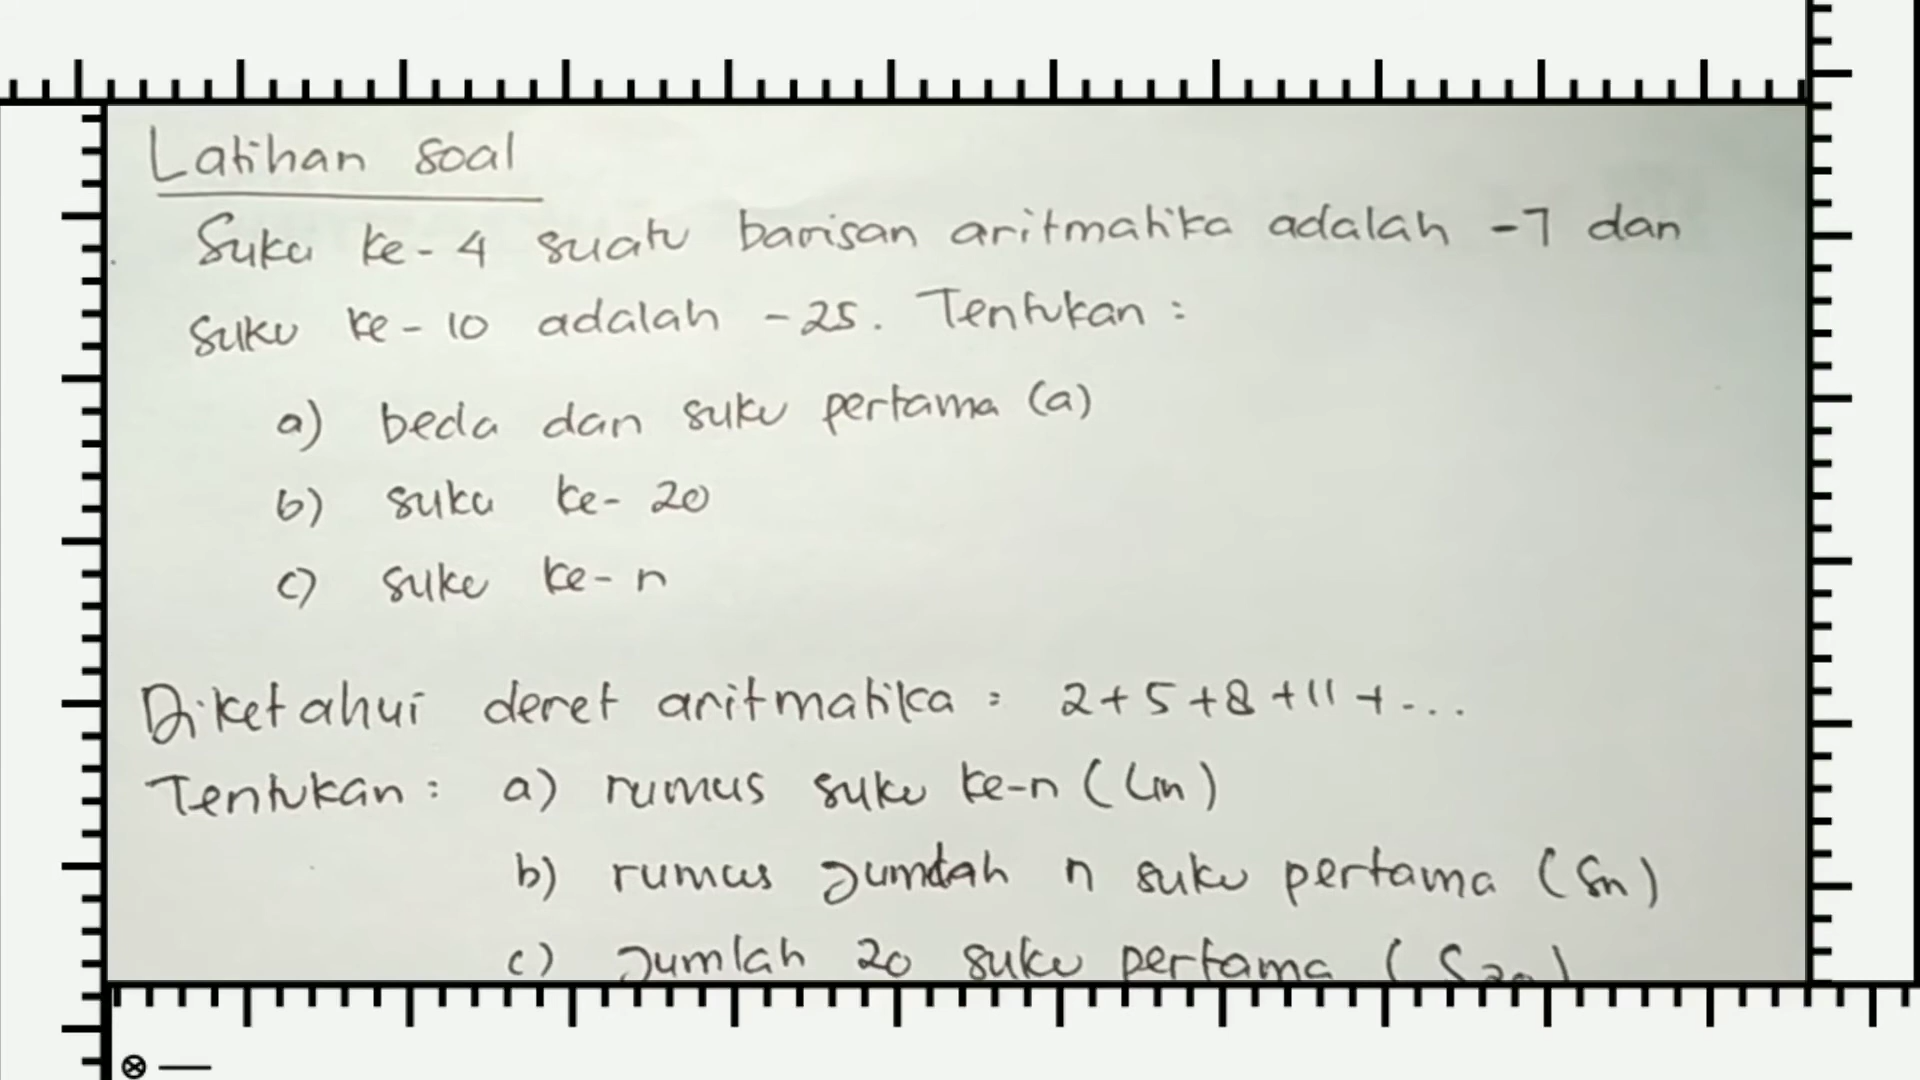 Latihan soal
Suku ke-4 suatu barisan aritmatika adalah -7 dan
suku ke-10 adalah -25. Tentukan :
a) beda dan suku pertama (a)
b) suku ke-20
c) suku ke-n
Diketahui deret aritmatika : 2+5+8+11+...
Tentukan : a) rumus suku ke-n (Un)
b) rumus jumlah n suku pertama (Sn)
c) Jumlah 20 suku pertama (S20)